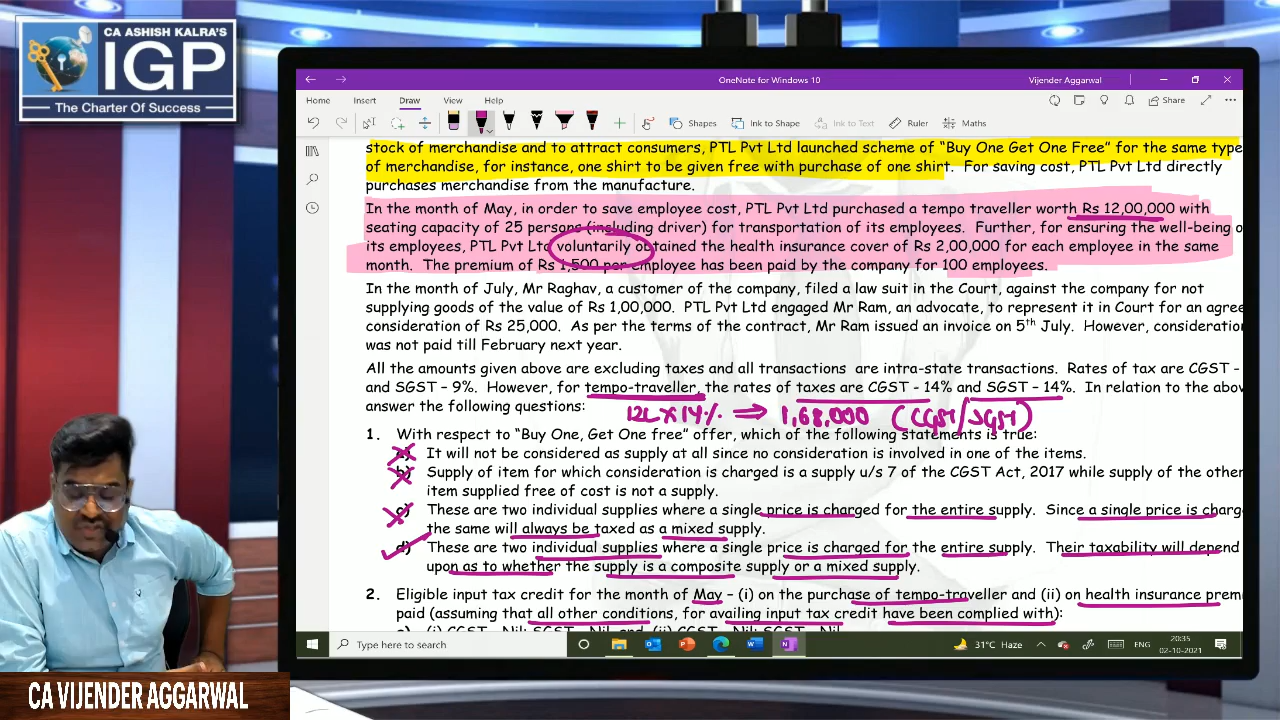 CA ASHISH KALRA'S
IGP
The Charter Of Success
OneNote for Windows 10
Vijender Aggarwal
Home Insert Draw View Help
Share
Shapes
Ink to Shape
Ink to Text
Ruler
Maths
stock of merchandise and to attract consumers, PTL Pvt Ltd launched scheme of "Buy One Get One Free" for the same type
of merchandise, for instance, one shirt to be given free with purchase of one shirt. For saving cost, PTL Pvt Ltd directly
purchases merchandise from the manufacture.
In the month of May, in order to save employee cost, PTL Pvt Ltd purchased a tempo traveller worth Rs 12,00,000 with
seating capacity of 25 persons (including driver) for transportation of its employees. Further, for ensuring the well-being o
its employees, PTL Pvt Ltd voluntarily obtained the health insurance cover of Rs 2,00,000 for each employee in the same
month. The premium of Rs 1,500 per employee has been paid by the company for 100 employees.
In the month of July, Mr Raghav, a customer of the company, filed a law suit in the Court, against the company for not
supplying goods of the value of Rs 1,00,000. PTL Pvt Ltd engaged Mr Ram, an advocate, to represent it in Court for an agree
consideration of Rs 25,000. As per the terms of the contract, Mr Ram issued an invoice on 5th July. However, consideration
was not paid till February next year.
All the amounts given above are excluding taxes and all transactions are intra-state transactions. Rates of tax are CGST -
and SGST – 9%. However, for tempo-traveller, the rates of taxes are CGST - 14% and SGST – 14%. In relation to the abov
answer the following questions:
12L x 14% ⇒ 1,68,000 (CGST/SGST)
1. With respect to "Buy One, Get One free" offer, which of the following statements is true:
a) It will not be considered as supply at all since no consideration is involved in one of the items.
b) Supply of item for which consideration is charged is a supply u/s 7 of the CGST Act, 2017 while supply of the other
item supplied free of cost is not a supply.
c) These are two individual supplies where a single price is charged for the entire supply. Since a single price is charg
the same will always be taxed as a mixed supply.
d) These are two individual supplies where a single price is charged for the entire supply. Their taxability will depend
upon as to whether the supply is a composite supply or a mixed supply.
2. Eligible input tax credit for the month of May – (i) on the purchase of tempo-traveller and (ii) on health insurance prem
paid (assuming that all other conditions, for availing input tax credit have been complied with):
Type here to search
31°C Haze
ENG
20:35
02-10-2021
CA VIJENDER AGGARWAL